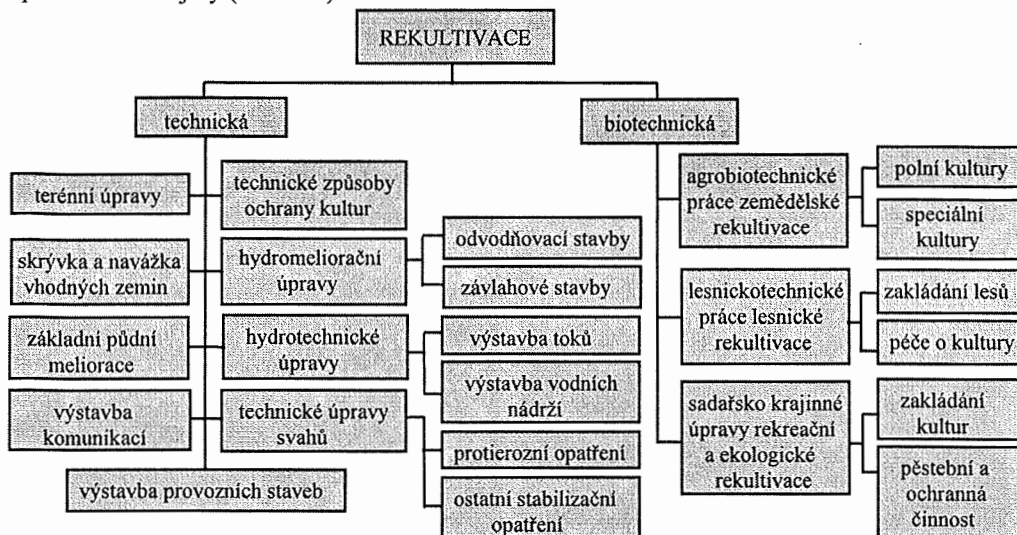 REKULTIVACE
technická
biotechnická
terénní úpravy
skrývka a navážka
vhodných zemin
základní půdní
meliorace
výstavba
komunikací
výstavba provozních staveb
technické způsoby
ochrany kultur
hydromeliorační
úpravy
hydrotechnické
úpravy
technické úpravy
svahů
odvodňovací stavby
závlahové stavby
výstavba toků
výstavba vodních
nádrží
protierozní opatření
ostatní stabilizační
opatření
agrobiotechnické
práce zemědělské
rekultivace
lesnickotechnické
práce lesnické
rekultivace
sadařsko krajinné
úpravy rekreační
a ekologické
rekultivace
polní kultury
speciální
kultury
zakládání lesů
péče o kultury
zakládání
kultur
pěstební a
ochranná
činnost